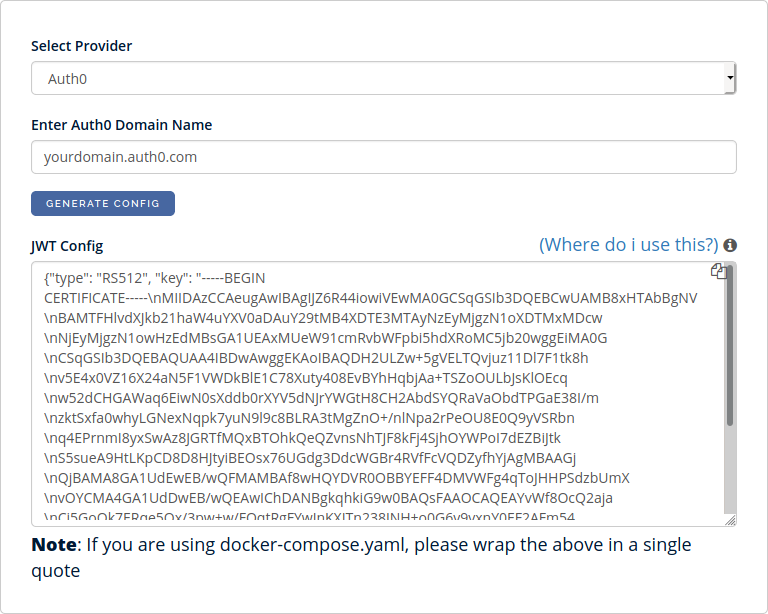 Select Provider
Auth0
Enter Auth0 Domain Name
yourdomain.auth0.com
GENERATE CONFIG
JWT Config
(Where do i use this?)
{"type": "RS512", "key": "-----BEGIN
CERTIFICATE-----\nMIIDAzCCAeugAwIBAgIJZ6R44iowiVEwMA0GCSqGSIb3DQEBCwUAMB8xHTAbBgNV
\nBAMTFHlvdXJkb21haW4uYXV0aDAuY29tMB4XDTE3MTAyNzEyMjgzN1oXDTMxMDcw
\nNjEyMjgzN1owHzEdMBsGA1UEAxMUeW91cmRvbWFpbi5hdXRoMC5jb20wggEiMA0G
\nCSqGSIb3DQEBAQUAA4IBDwAwggEKAoIBAQDH2ULZw+5gVELTQvjuz11Dl7F1tk8h
\nv5E4x0VZ16X24aN5F1VWDkBlE1C78Xuty408EvBYhHqbjAa+TSZoOULbJsKlOEcq
\nw52dCHGAWaq6EiwN0sXddb0rXYV5dNJrYWGtH8CH2AbdSYQRaVaObdTPGaE38I/m
\nzktSxfa0whyLGNexNqpk7yuN9l9c8BLRA3tMgZnO+/nlNpa2rPeOU8E0Q9yVSRbn
\nq4EPrnmI8yxSwAz8JGRTfMQxBTOhkQeQZvnsNhTJF8kFj4SjhOYWPoI7dEZBiJtk
\nS5sueA9HtLKpCD8D8HJtyiBEOsx76UGdg3DdcWGBr4RVfFcVQDZyfhYjAgMBAAGj
\nQjBAMA8GA1UdEwEB/wQFMAMBAf8wHQYDVR0OBBYEFF4DMVWFg4qToJHHPSdzbUmX
\nvOYCMA4GA1UdDwEB/wQEAwIChDANBgkqhkiG9w0BAQsFAAOCAQEAYvWf8OcQ2aja
Note: If you are using docker-compose.yaml, please wrap the above in a single
quote